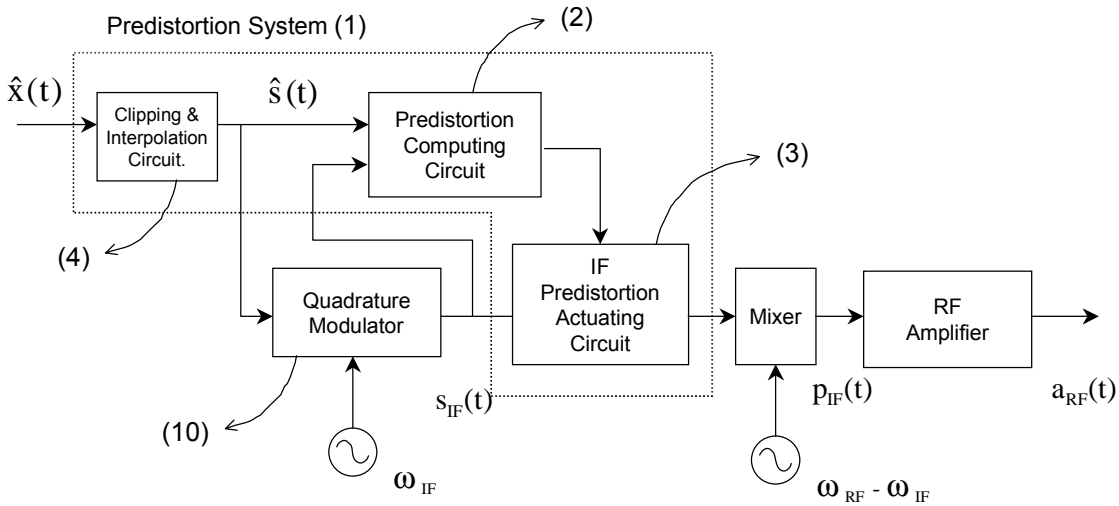 Predistortion System (1)
(2)
x̂(t)
Clipping &
Interpolation
Circuit.
ŝ(t)
Predistortion
Computing
Circuit
(3)
(4)
Quadrature
Modulator
IF
Predistortion
Actuating
Circuit
Mixer
RF
Amplifier
(10)
s_IF(t)
p_IF(t)
a_RF(t)
ω_IF
ω_RF - ω_IF